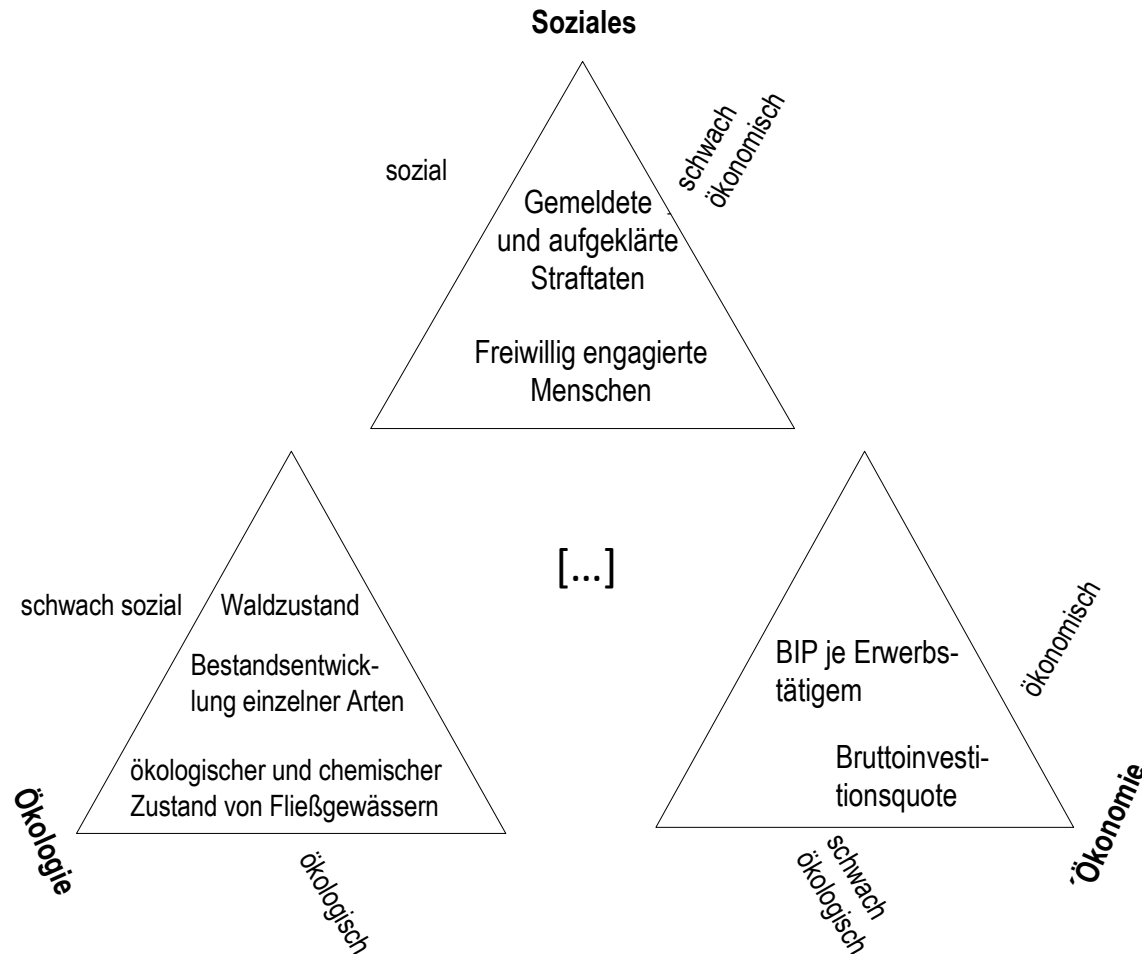 Soziales
sozial
schwach
ökonomisch
Gemeldete
und aufgeklärte
Straftaten
Freiwillig engagierte
Menschen
[...]
schwach sozial
Waldzustand
Bestandsentwick-
lung einzelner Arten
ökologischer und chemischer
Zustand von Fließgewässern
Ökologie
ökologisch
BIP je Erwerbs-
tätigem
Bruttoinvesti-
tionsquote
ökonomisch
Ökonomie
schwach
ökologisch